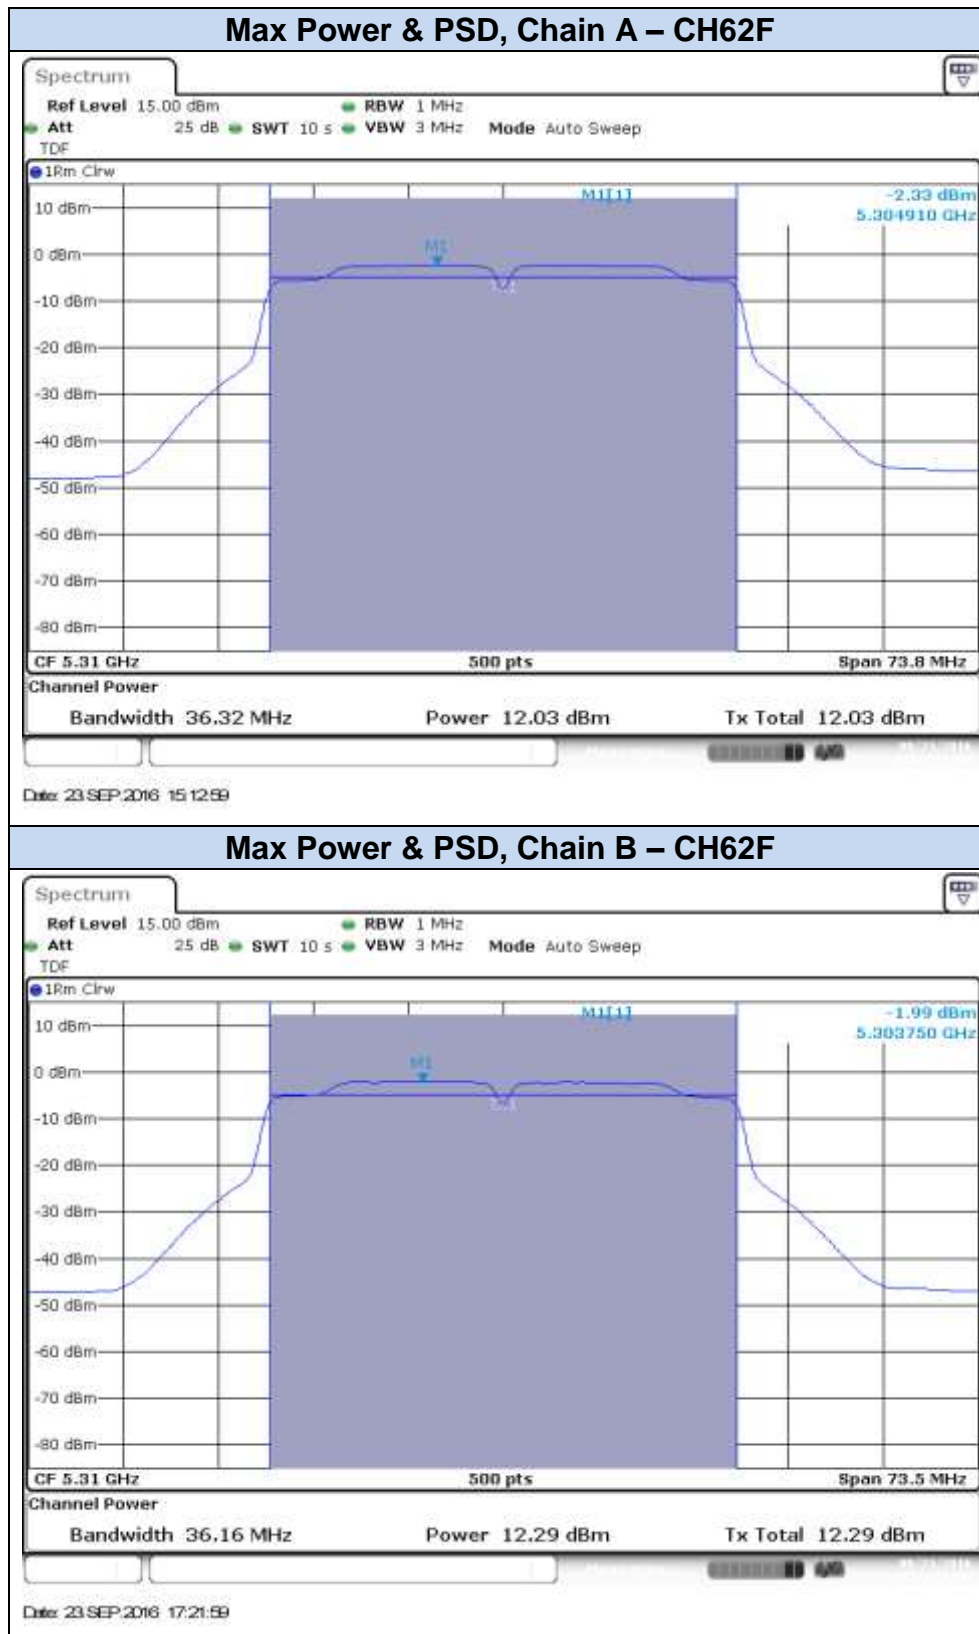 Max Power & PSD, Chain A – CH62F
Spectrum
Ref Level 15.00 dBm RBW 1 MHz
Att 25 dB SWT 10 s VBW 3 MHz Mode Auto Sweep
TDF
1Rm Clrw
M1[1] -2.33 dBm
5.304910 GHz
10 dBm
M1
0 dBm
-10 dBm
-20 dBm
-30 dBm
-40 dBm
-50 dBm
-60 dBm
-70 dBm
-80 dBm
CF 5.31 GHz 500 pts Span 73.8 MHz
Channel Power
Bandwidth 36.32 MHz Power 12.03 dBm Tx Total 12.03 dBm
Date: 23.SEP.2016 15:12:59
Max Power & PSD, Chain B – CH62F
Spectrum
Ref Level 15.00 dBm RBW 1 MHz
Att 25 dB SWT 10 s VBW 3 MHz Mode Auto Sweep
TDF
1Rm Clrw
M1[1] -1.99 dBm
5.303750 GHz
10 dBm
M1
0 dBm
-10 dBm
-20 dBm
-30 dBm
-40 dBm
-50 dBm
-60 dBm
-70 dBm
-80 dBm
CF 5.31 GHz 500 pts Span 73.5 MHz
Channel Power
Bandwidth 36.16 MHz Power 12.29 dBm Tx Total 12.29 dBm
Date: 23.SEP.2016 17:21:59